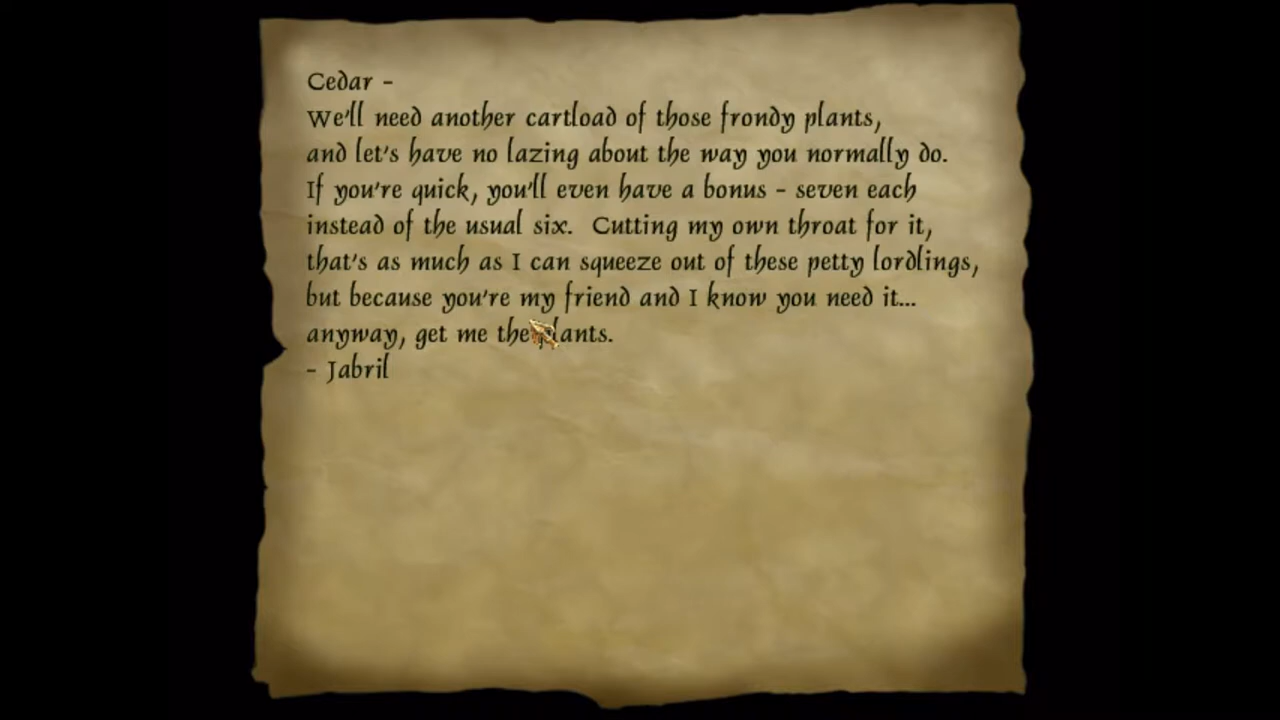 Cedar -
We'll need another cartload of those frondy plants,
and let's have no lazing about the way you normally do.
If you're quick, you'll even have a bonus - seven each
instead of the usual six.  Cutting my own throat for it,
that's as much as I can squeeze out of these petty lordlings,
but because you're my friend and I know you need it...
anyway, get me the plants.
- Jabril